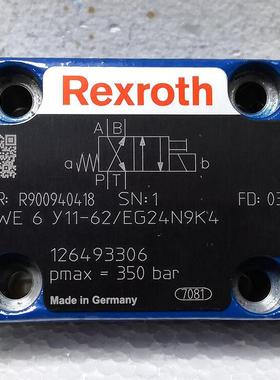 Rexroth
A B
a b
P T
R: R900940418 SN: 1 FD: 03
WE 6 Y11-62/EG24N9K4
126493306
pmax = 350 bar
Made in Germany 7081